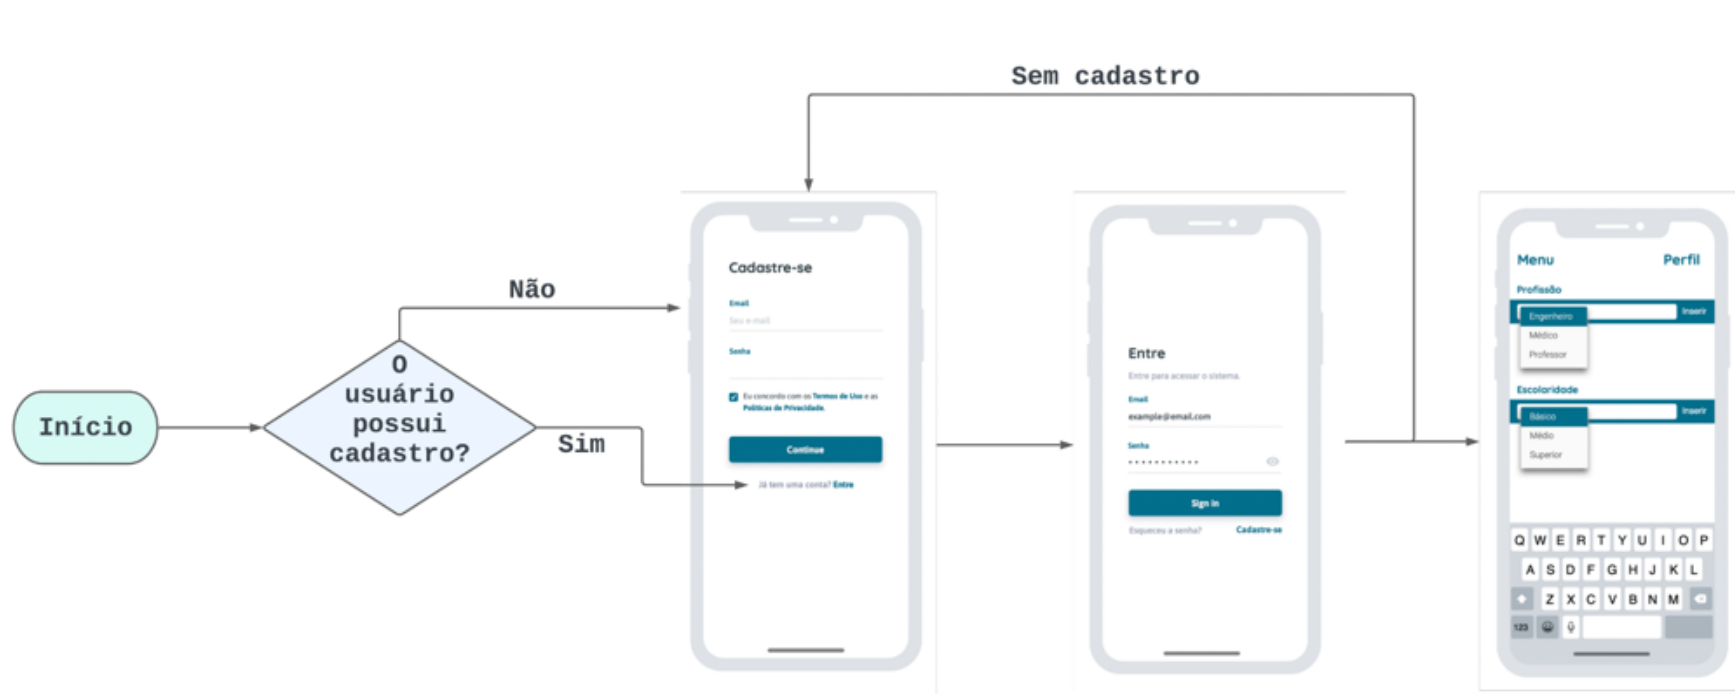 Sem cadastro
Não
O
usuário
possui
cadastro?
Início
Sim
Cadastre-se
Email
Seu e-mail
Senha
Eu concordo com os Termos de Uso e as
Políticas de Privacidade.
Continue
Já tem uma conta? Entre
Entre
Entre para acessar o sistema.
Email
example@email.com
Senha
Sign in
Esqueceu a senha? Cadastre-se
Menu Perfil
Profissão
Inserir
Engenheiro
Médico
Professor
Escolaridade
Inserir
Básico
Médio
Superior
Q W E R T Y U I O P
A S D F G H J K L
Z X C V B N M
123